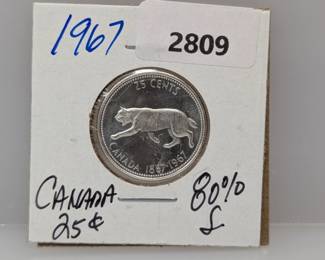 1967
2809
25 CENTS
CANADA 1867-1967
CANADA
25¢
80%
S